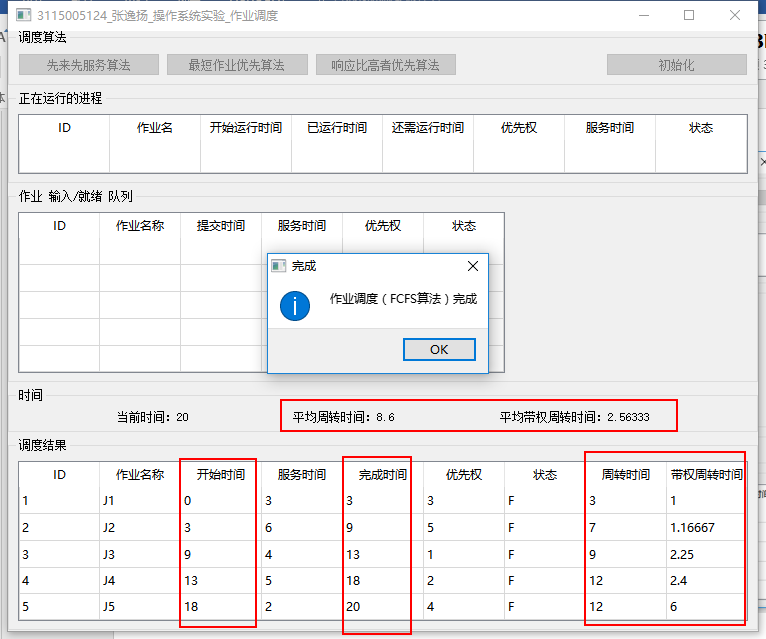 3115005124_张逸扬_操作系统实验_作业调度
调度算法
先来先服务算法 最短作业优先算法 响应比高者优先算法 初始化
正在运行的进程
ID 作业名 开始运行时间 已运行时间 还需运行时间 优先权 服务时间 状态
作业 输入/就绪 队列
ID 作业名称 提交时间 服务时间 优先权 状态
完成
作业调度（FCFS算法）完成
OK
时间
当前时间：20 平均周转时间：8.6 平均带权周转时间：2.56333
调度结果
ID 作业名称 开始时间 服务时间 完成时间 优先权 状态 周转时间 带权周转时间
1 J1 0 3 3 3 F 3 1
2 J2 3 6 9 5 F 7 1.16667
3 J3 9 4 13 1 F 9 2.25
4 J4 13 5 18 2 F 12 2.4
5 J5 18 2 20 4 F 12 6